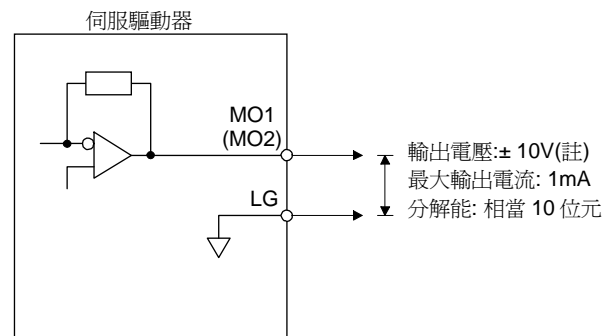 伺服驅動器
MO1
(MO2)
LG
輸出電壓:± 10V(註)
最大輸出電流: 1mA
分解能: 相當 10 位元